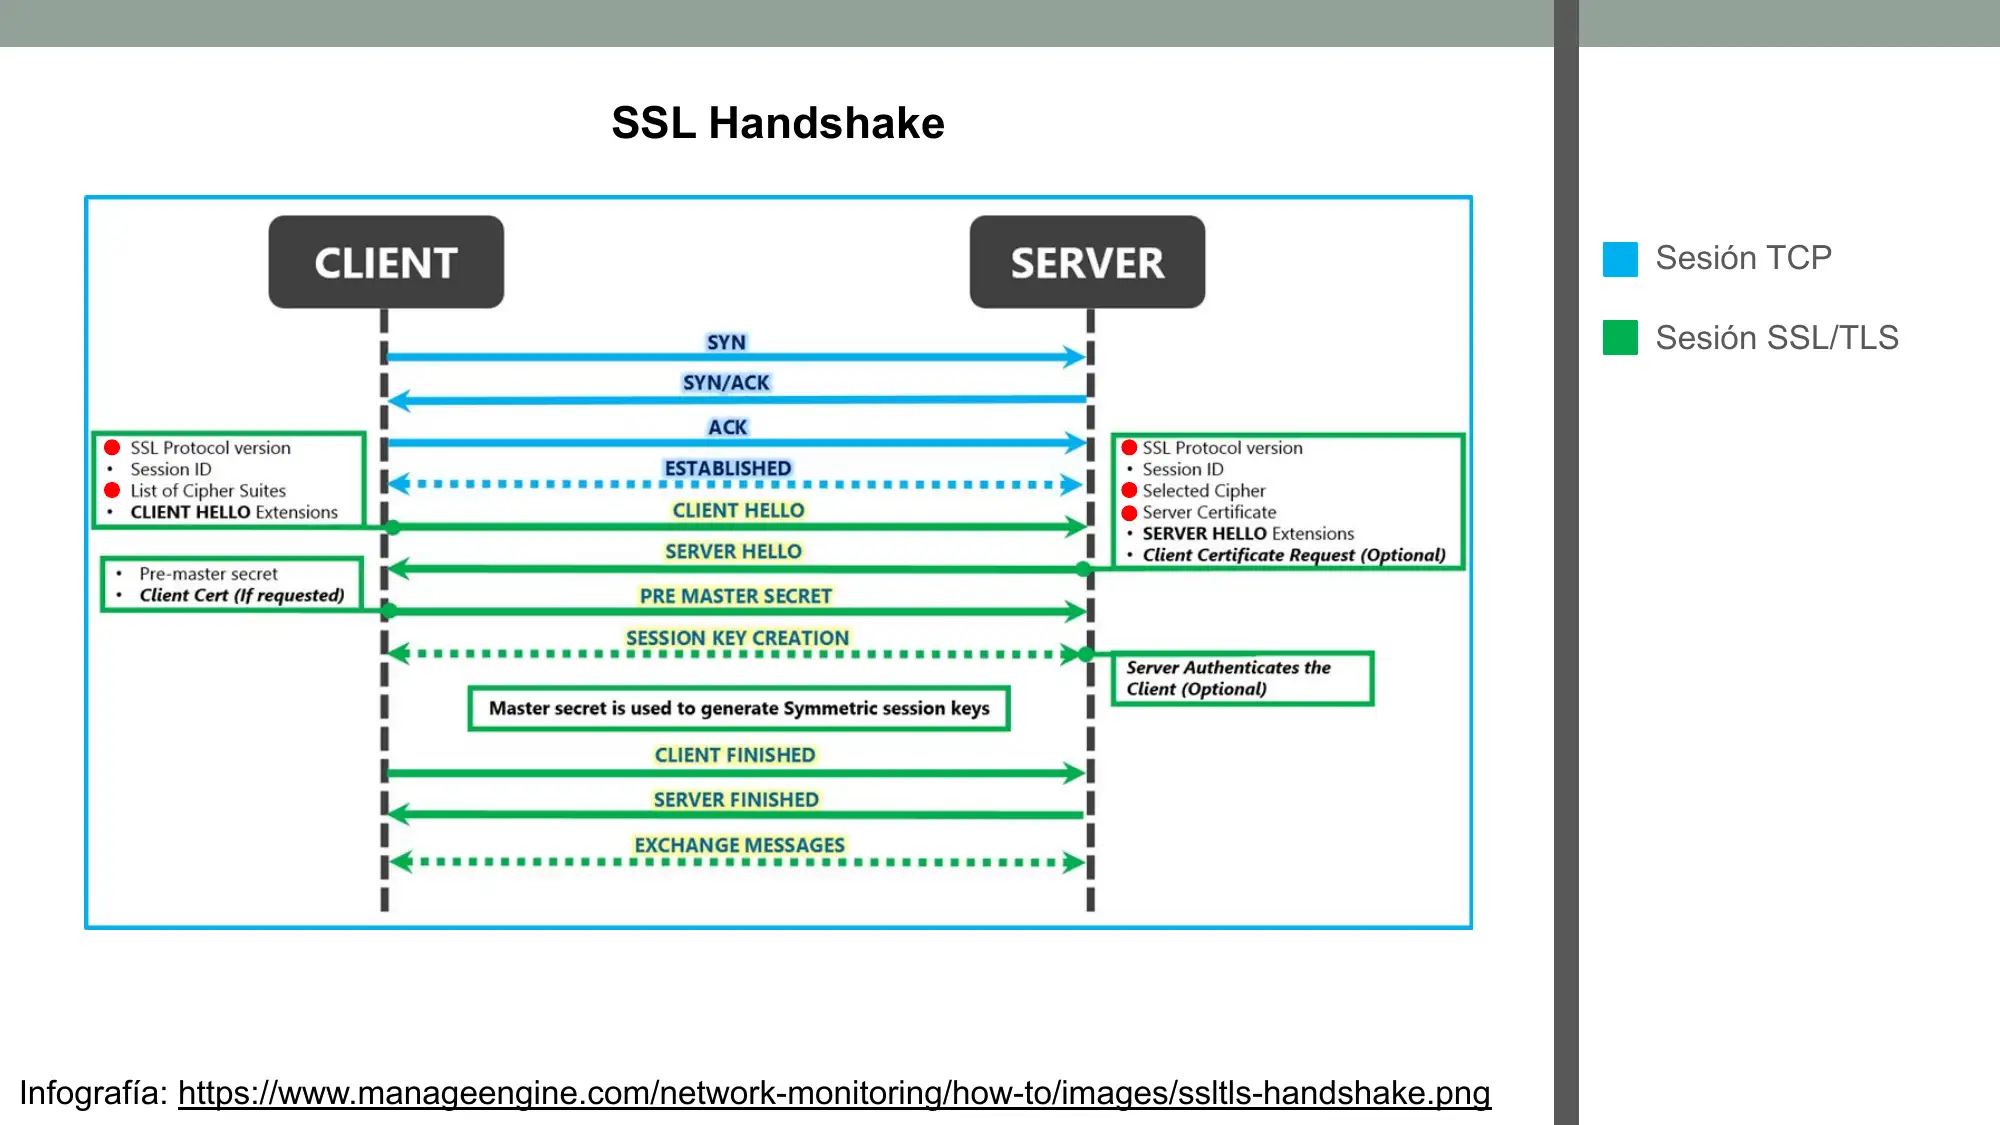 SSL Handshake
CLIENT
SERVER
SYN
SYN/ACK
ACK
ESTABLISHED
• SSL Protocol version
• Session ID
• List of Cipher Suites
• CLIENT HELLO Extensions
• SSL Protocol version
• Session ID
• Selected Cipher
• Server Certificate
• SERVER HELLO Extensions
• Client Certificate Request (Optional)
CLIENT HELLO
SERVER HELLO
• Pre-master secret
• Client Cert (If requested)
PRE MASTER SECRET
SESSION KEY CREATION
Server Authenticates the
Client (Optional)
Master secret is used to generate Symmetric session keys
CLIENT FINISHED
SERVER FINISHED
EXCHANGE MESSAGES
Sesión TCP
Sesión SSL/TLS
Infografía: https://www.manageengine.com/network-monitoring/how-to/images/ssltls-handshake.png